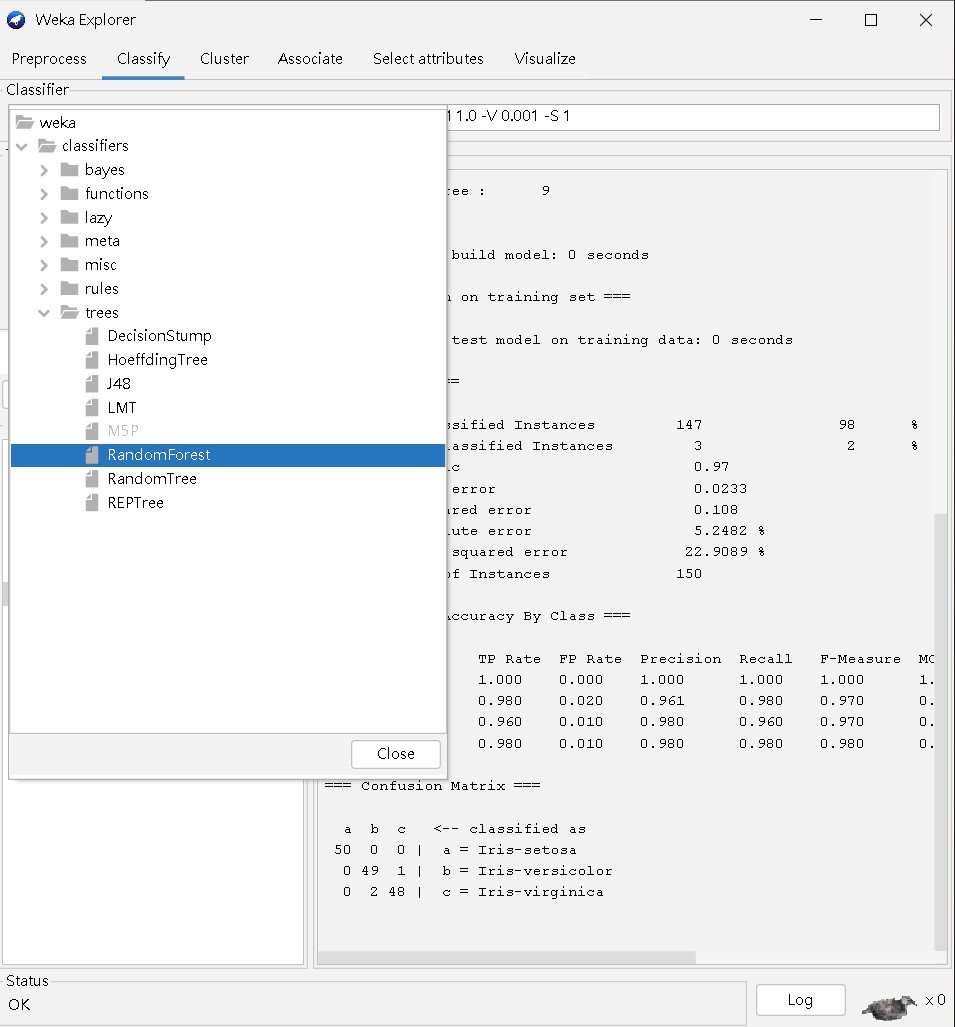 Weka Explorer
Preprocess Classify Cluster Associate Select attributes Visualize
Classifier
1.0 -V 0.001 -S 1
weka
classifiers
bayes
functions
lazy
meta
misc
rules
trees
DecisionStump
HoeffdingTree
J48
LMT
M5P
RandomForest
RandomTree
REPTree
Close
ree : 9
build model: 0 seconds
n on training set ===
test model on training data: 0 seconds
==
ssified Instances 147 98 %
lassified Instances 3 2 %
c 0.97
error 0.0233
red error 0.108
ute error 5.2482 %
squared error 22.9089 %
of Instances 150
Accuracy By Class ===
TP Rate FP Rate Precision Recall F-Measure MC
1.000 0.000 1.000 1.000 1.000 1.
0.980 0.020 0.961 0.980 0.970 0.
0.960 0.010 0.980 0.960 0.970 0.
0.980 0.010 0.980 0.980 0.980 0.
=== Confusion Matrix ===
a b c <-- classified as
50 0 0 | a = Iris-setosa
0 49 1 | b = Iris-versicolor
0 2 48 | c = Iris-virginica
Status
OK
Log
x 0